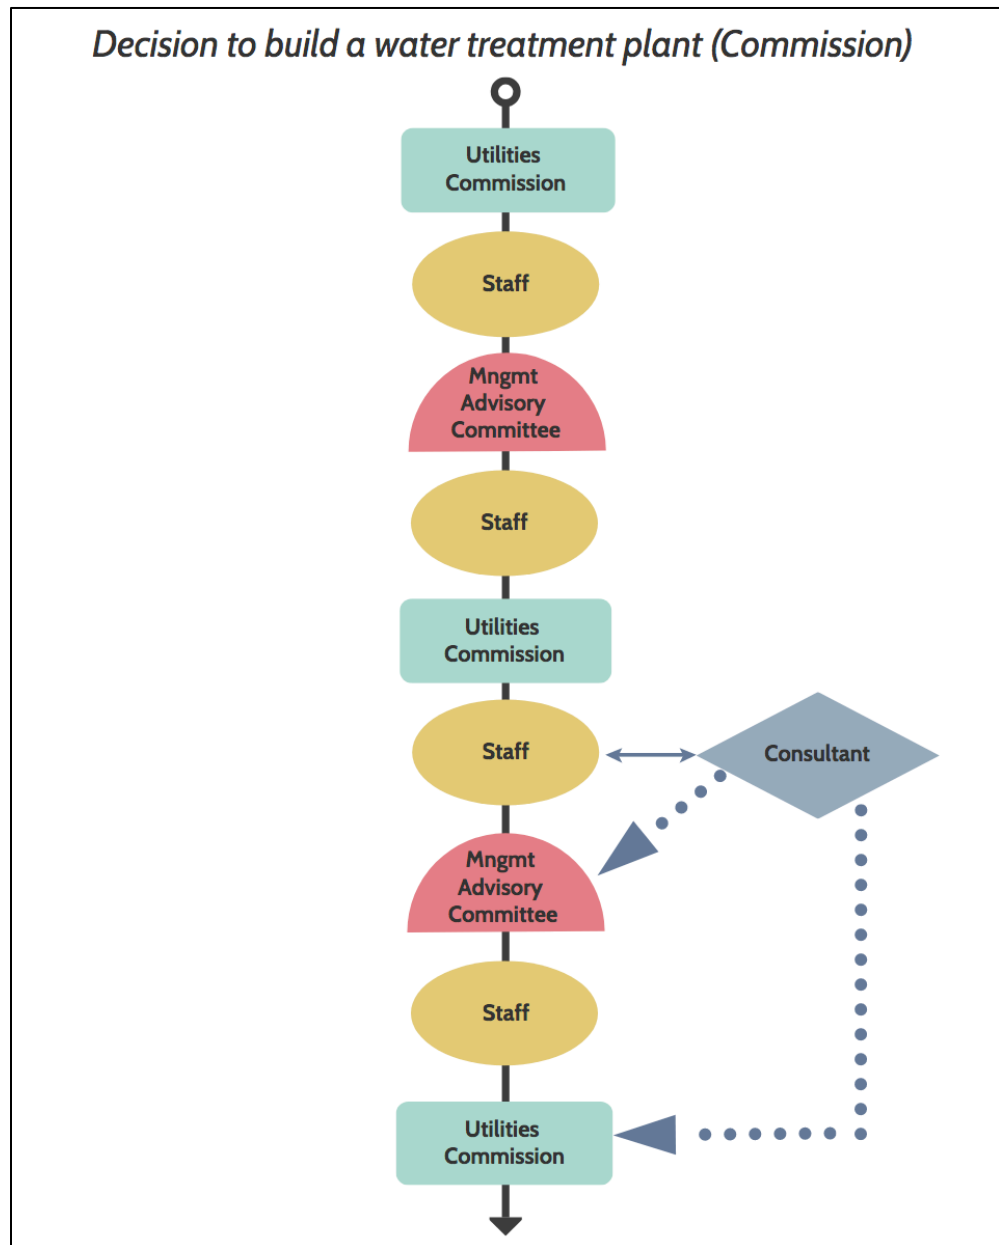 Decision to build a water treatment plant (Commission)
Utilities
Commission
Staff
Mngmt
Advisory
Committee
Staff
Utilities
Commission
Staff
Consultant
Mngmt
Advisory
Committee
Staff
Utilities
Commission